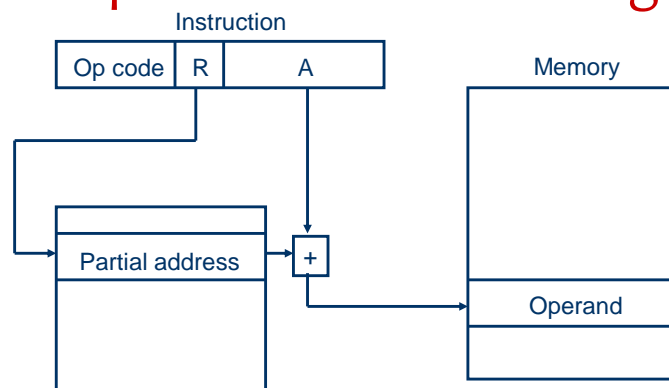 Instruction
Op code R A
Memory
Partial address
+
Operand